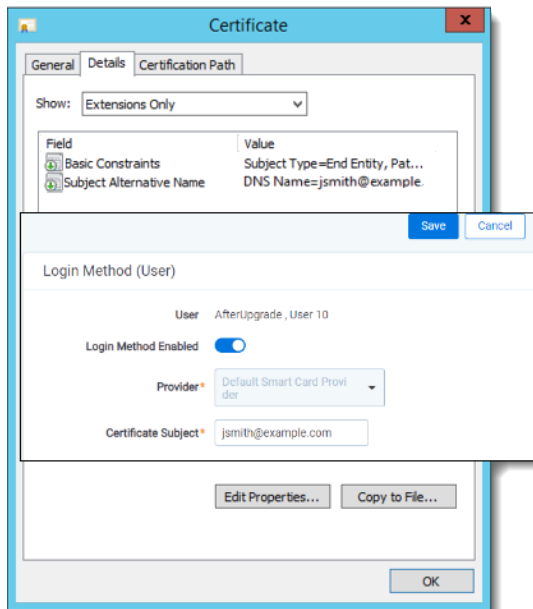 Certificate
x
General Details Certification Path
Show: Extensions Only
Field Value
Basic Constraints Subject Type=End Entity, Pat...
Subject Alternative Name DNS Name=jsmith@example.
Save Cancel
Login Method (User)
User AfterUpgrade , User 10
Login Method Enabled
Provider* Default Smart Card Provi
der
Certificate Subject* jsmith@example.com
Edit Properties... Copy to File...
OK